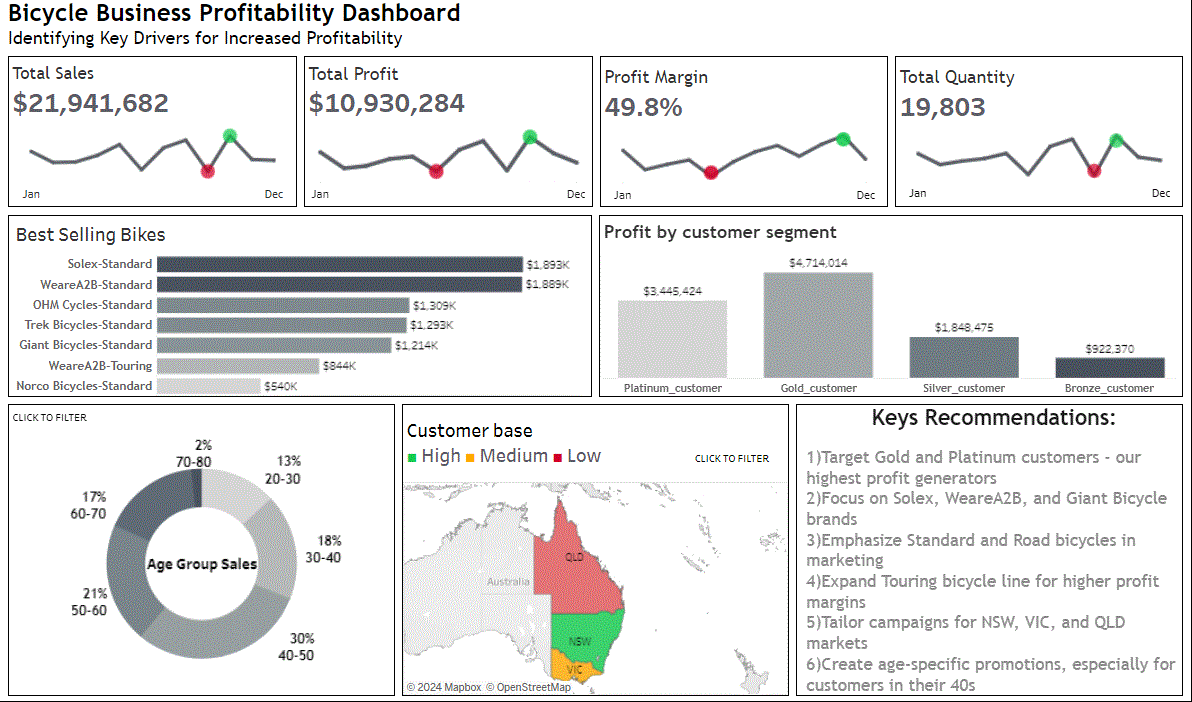 Bicycle Business Profitability Dashboard
Identifying Key Drivers for Increased Profitability
Total Sales
$21,941,682
Jan
Dec
Total Profit
$10,930,284
Jan
Dec
Profit Margin
49.8%
Jan
Dec
Total Quantity
19,803
Jan
Dec
Best Selling Bikes
Solex-Standard
$1,893K
WeareA2B-Standard
$1,889K
OHM Cycles-Standard
$1,309K
Trek Bicycles-Standard
$1,293K
Giant Bicycles-Standard
$1,214K
WeareA2B-Touring
$844K
Norco Bicycles-Standard
$540K
Profit by customer segment
$3,445,424
$4,714,014
$1,848,475
$922,370
Platinum_customer
Gold_customer
Silver_customer
Bronze_customer
CLICK TO FILTER
2%
70-80
13%
20-30
17%
60-70
18%
30-40
Age Group Sales
21%
50-60
30%
40-50
Customer base
High Medium Low
CLICK TO FILTER
QLD
Australia
NSW
VIC
© 2024 Mapbox © OpenStreetMap
Keys Recommendations:
1)Target Gold and Platinum customers - our
highest profit generators
2)Focus on Solex, WeareA2B, and Giant Bicycle
brands
3)Emphasize Standard and Road bicycles in
marketing
4)Expand Touring bicycle line for higher profit
margins
5)Tailor campaigns for NSW, VIC, and QLD
markets
6)Create age-specific promotions, especially for
customers in their 40s